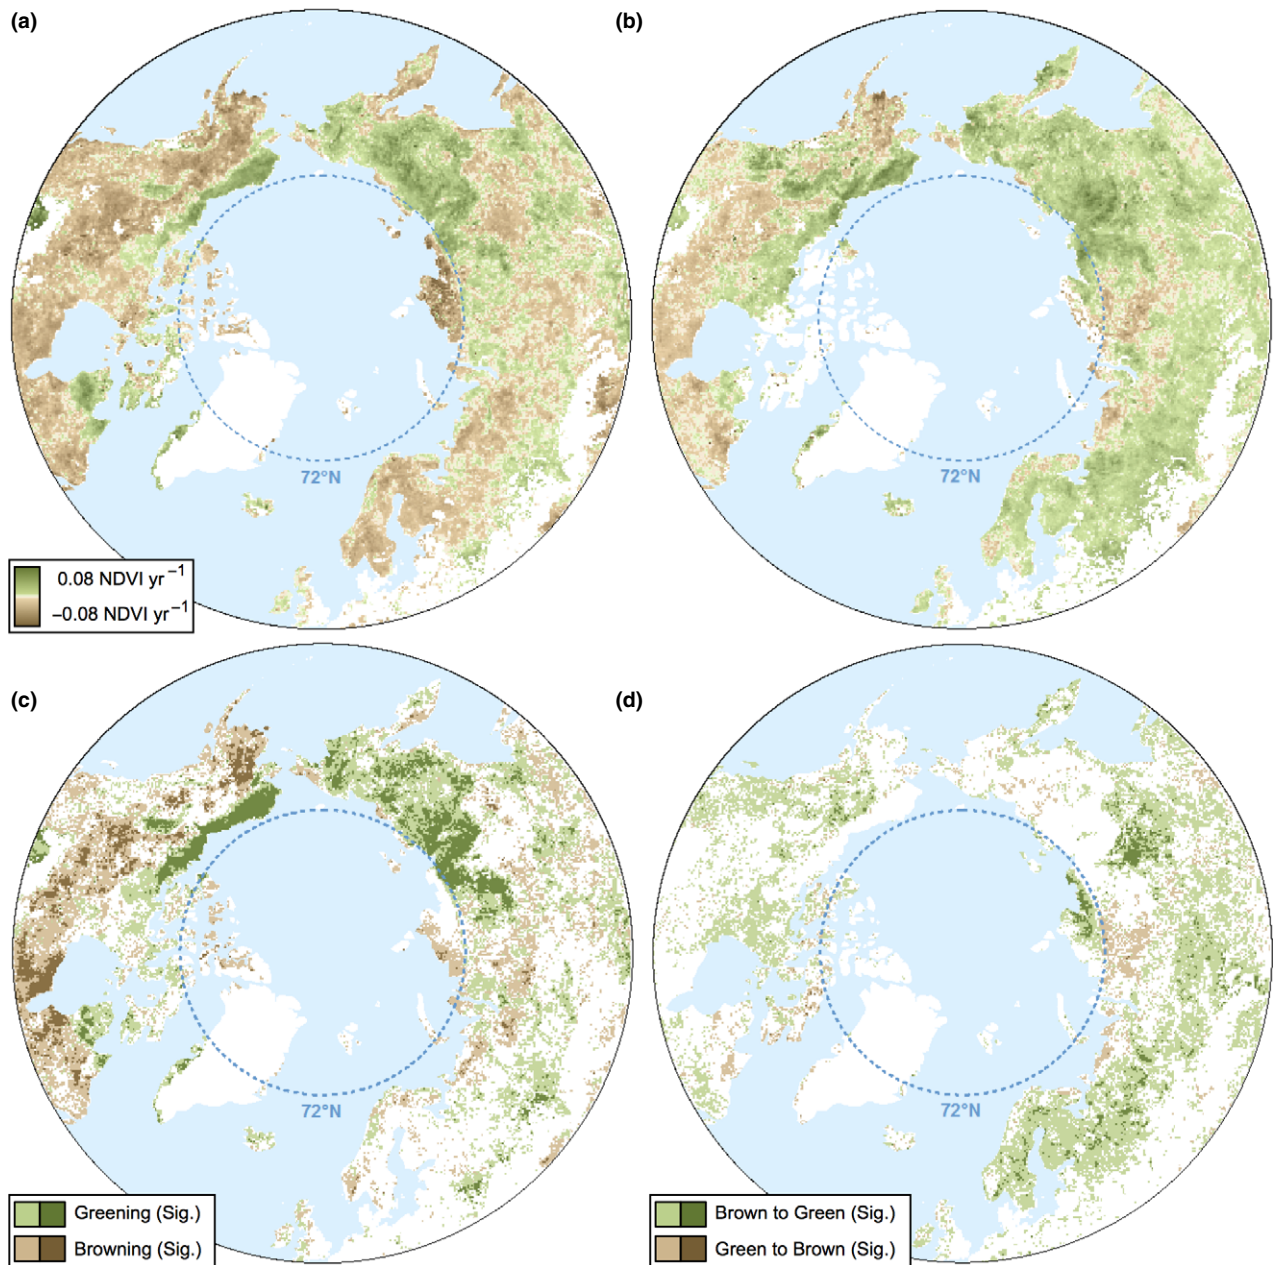 (a)
(b)
72°N
72°N
0.08 NDVI yr⁻¹
–0.08 NDVI yr⁻¹
(c)
(d)
72°N
72°N
Greening (Sig.)
Browning (Sig.)
Brown to Green (Sig.)
Green to Brown (Sig.)